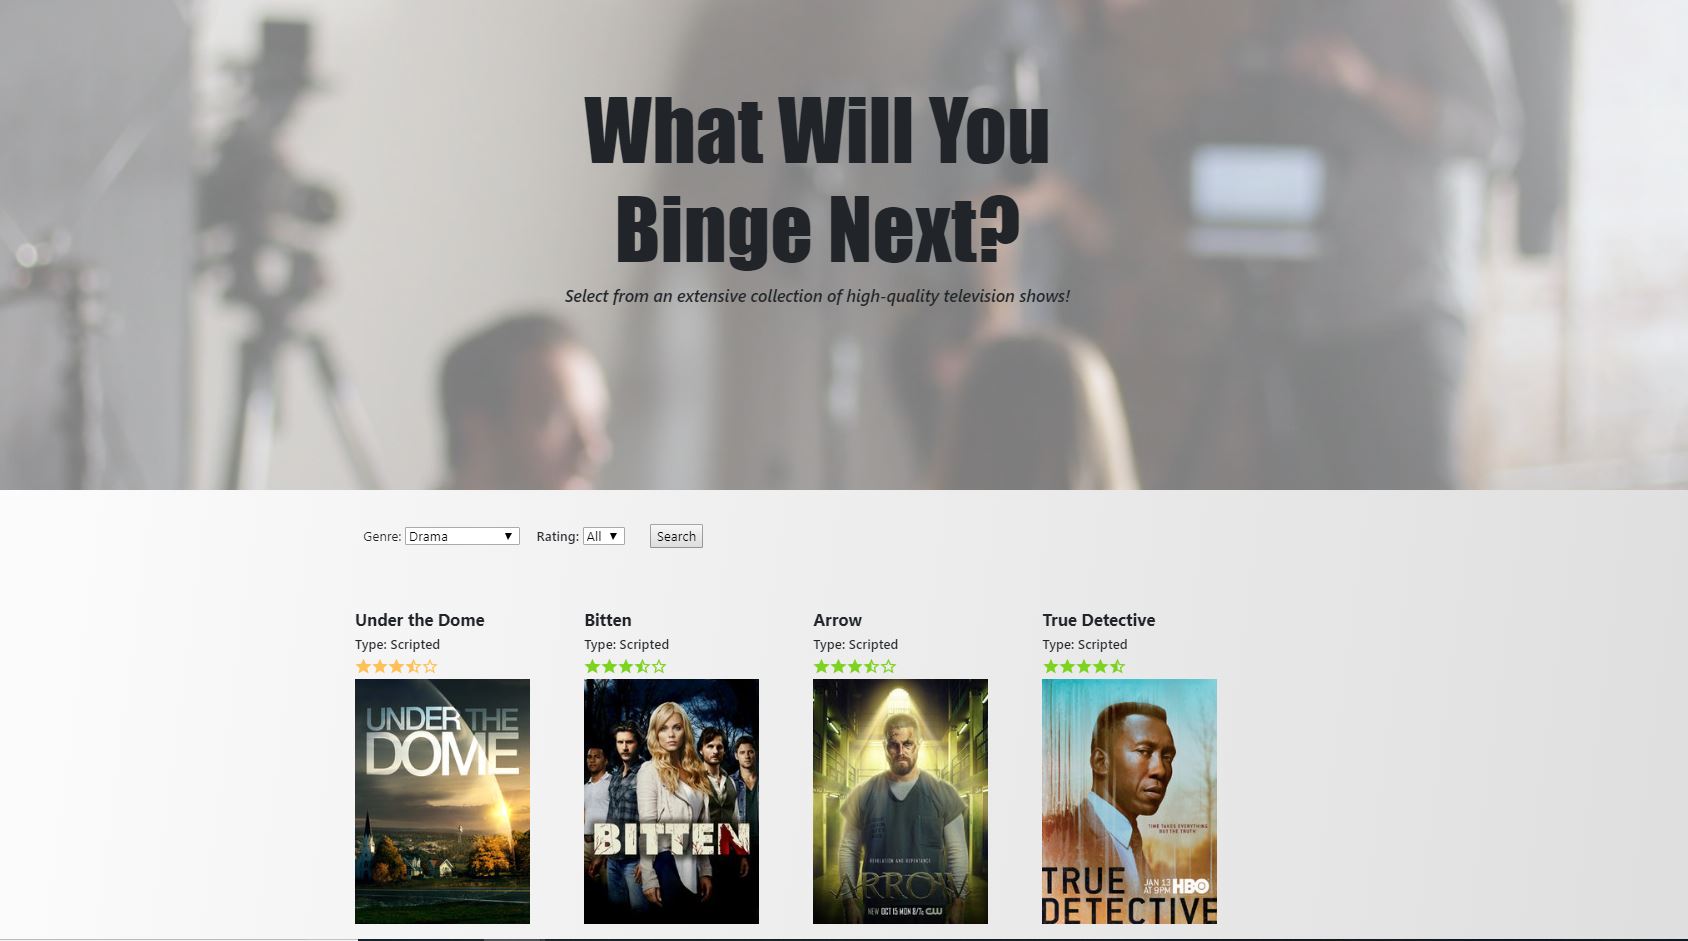 What Will You
Binge Next?
Select from an extensive collection of high-quality television shows!
Genre: Drama Rating: All Search
Under the Dome
Type: Scripted
UNDER THE
DOME
Bitten
Type: Scripted
BITTEN
Arrow
Type: Scripted
REVELATION AND REPENTANCE
ARROW
NEW OCT 15 MON 8/7c CW
True Detective
Type: Scripted
TIME TAKES EVERYTHING
BUT THE TRUTH
TRUE
JAN 13
AT 9PM HBO
DETECTIVE